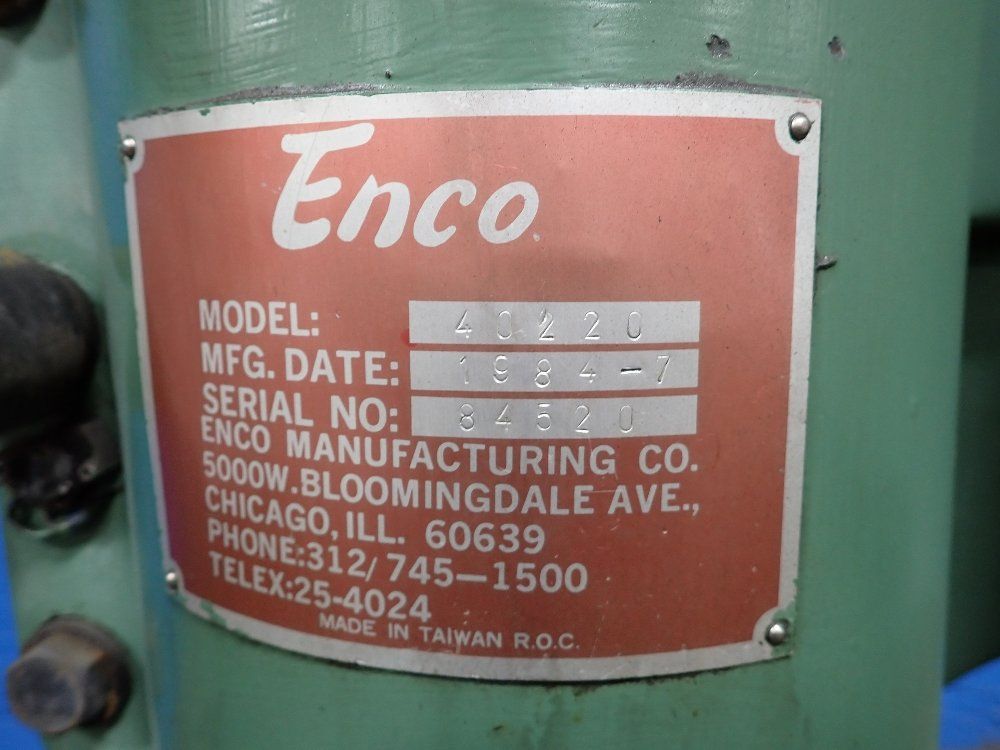 Enco
MODEL: 40220
MFG. DATE: 1984-7
SERIAL NO: 84520
ENCO MANUFACTURING CO.
5000W. BLOOMINGDALE AVE.,
CHICAGO, ILL. 60639
PHONE:312/745-1500
TELEX:25-4024
MADE IN TAIWAN R.O.C.